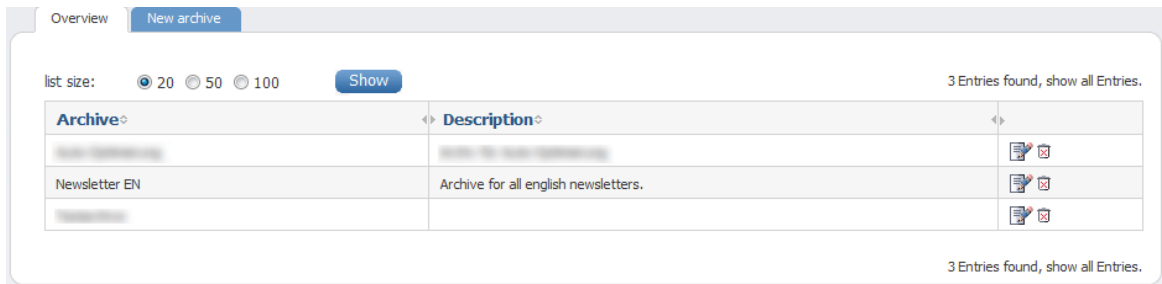 Overview New archive
list size: 20 50 100 Show 3 Entries found, show all Entries.
Archive Description
Newsletter EN Archive for all english newsletters.
3 Entries found, show all Entries.